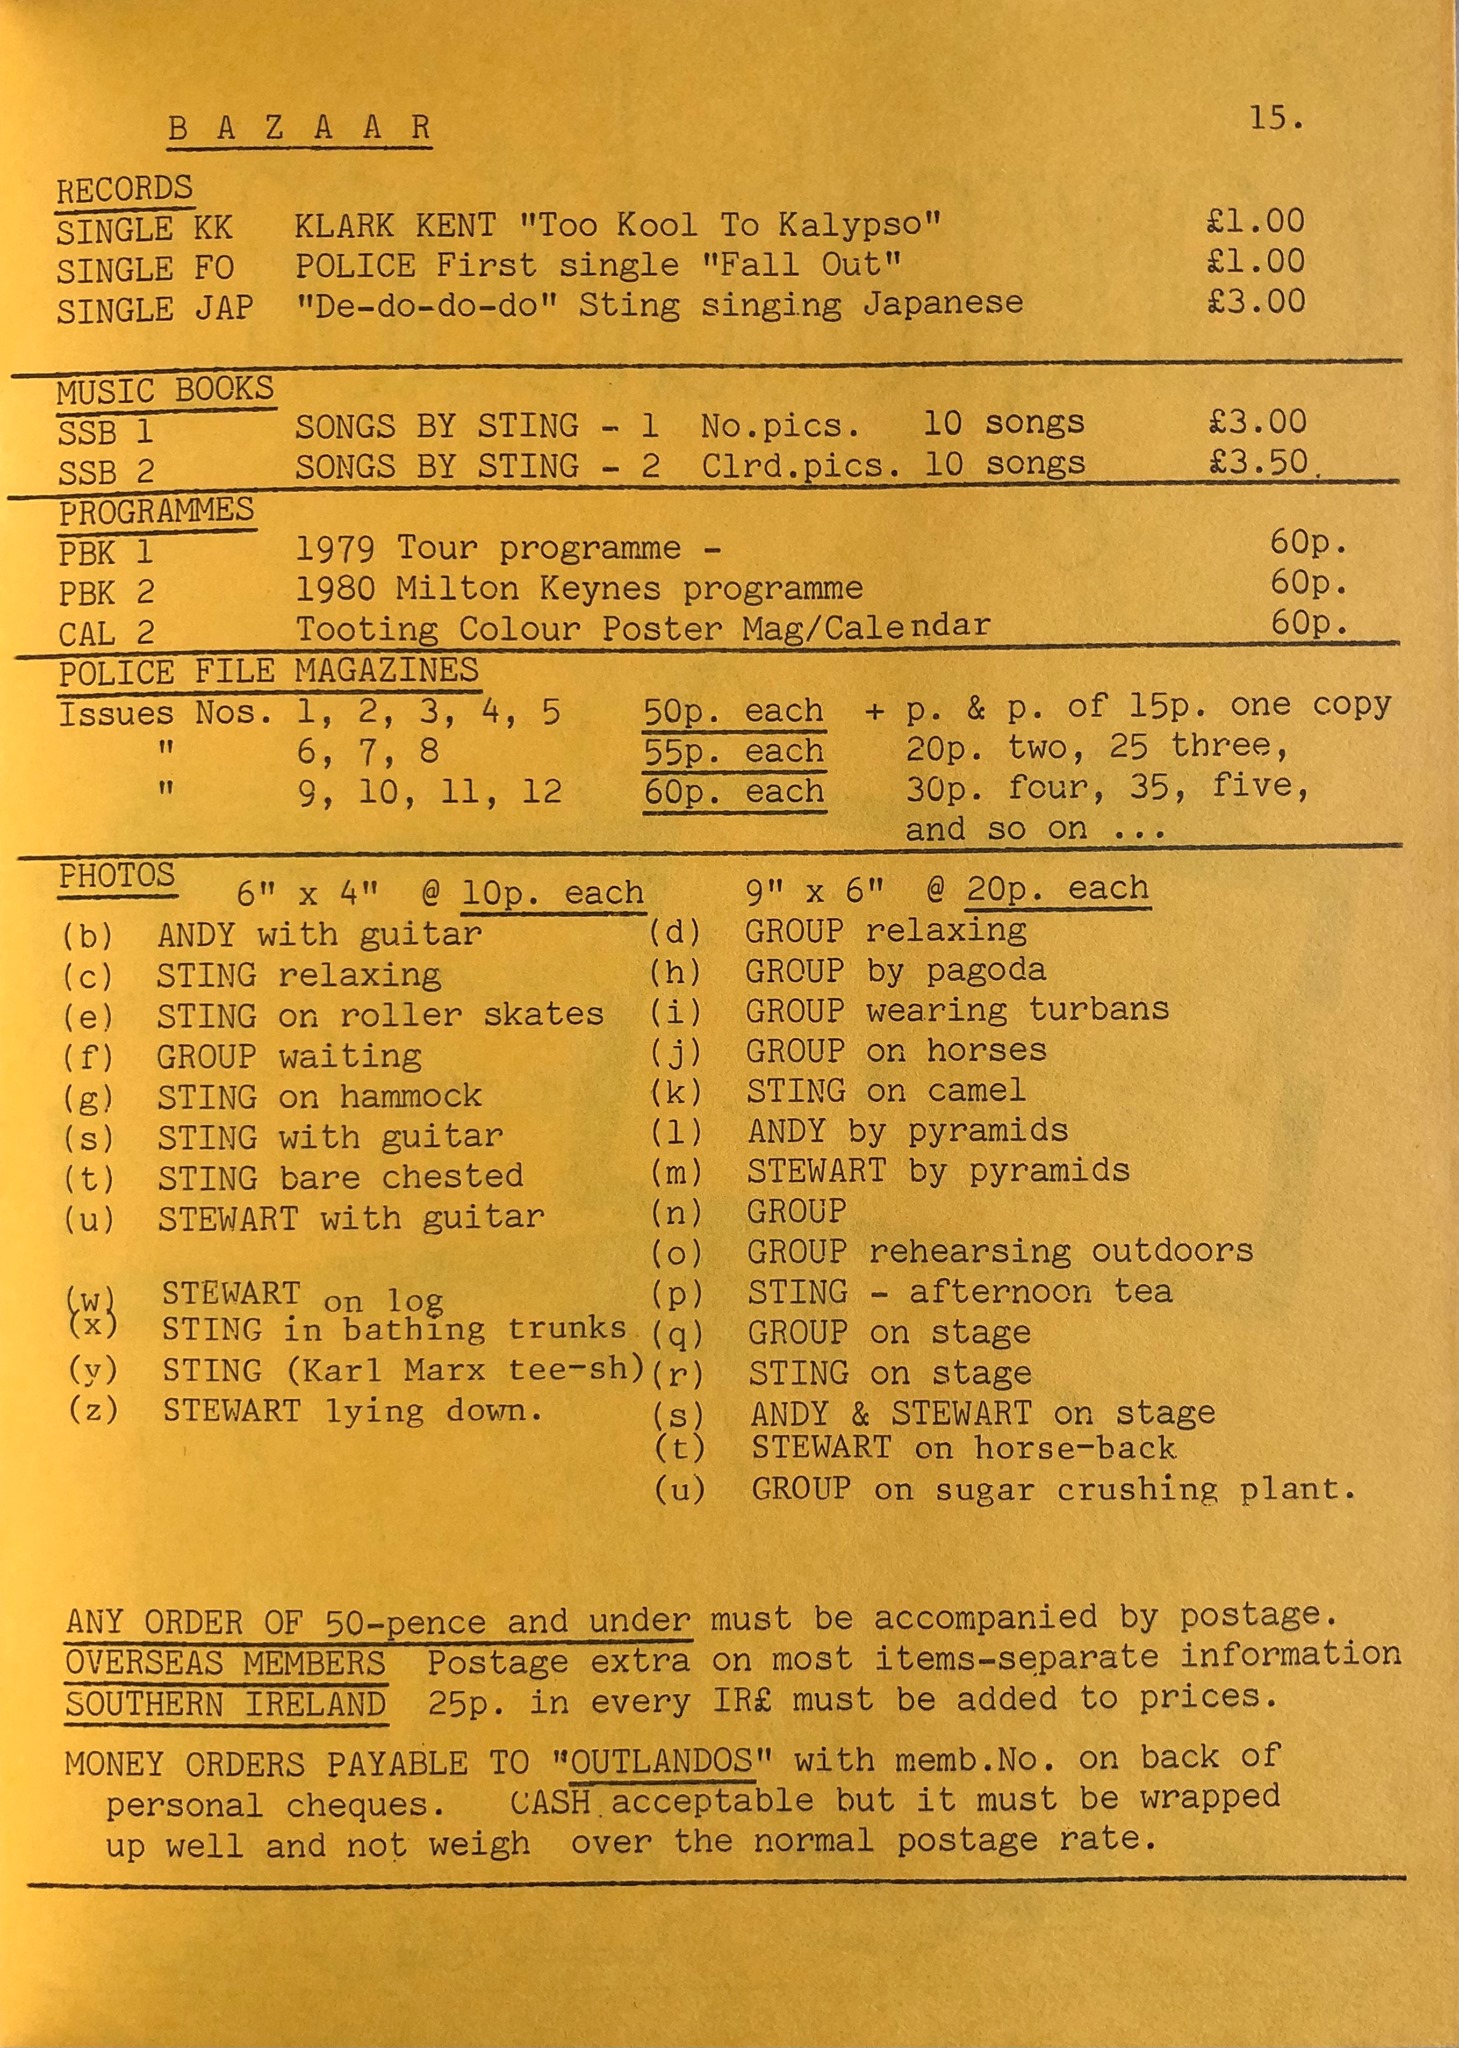 BAZAAR 15.
RECORDS
SINGLE KK KLARK KENT "Too Kool To Kalypso" £1.00
SINGLE FO POLICE First single "Fall Out" £1.00
SINGLE JAP "De-do-do-do" Sting singing Japanese £3.00
MUSIC BOOKS
SSB 1 SONGS BY STING - 1 No.pics. 10 songs £3.00
SSB 2 SONGS BY STING - 2 Clrd.pics. 10 songs £3.50.
PROGRAMMES
PBK 1 1979 Tour programme - 60p.
PBK 2 1980 Milton Keynes programme 60p.
CAL 2 Tooting Colour Poster Mag/Calendar 60p.
POLICE FILE MAGAZINES
Issues Nos. 1, 2, 3, 4, 5 50p. each + p. & p. of 15p. one copy
" 6, 7, 8 55p. each 20p. two, 25 three,
" 9, 10, 11, 12 60p. each 30p. four, 35, five,
and so on ...
PHOTOS 6" x 4" @ 10p. each 9" x 6" @ 20p. each
(b) ANDY with guitar (d) GROUP relaxing
(c) STING relaxing (h) GROUP by pagoda
(e) STING on roller skates (i) GROUP wearing turbans
(f) GROUP waiting (j) GROUP on horses
(g) STING on hammock (k) STING on camel
(s) STING with guitar (l) ANDY by pyramids
(t) STING bare chested (m) STEWART by pyramids
(u) STEWART with guitar (n) GROUP
(o) GROUP rehearsing outdoors
(w) STEWART on log (p) STING - afternoon tea
(x) STING in bathing trunks (q) GROUP on stage
(y) STING (Karl Marx tee-sh) (r) STING on stage
(z) STEWART lying down. (s) ANDY & STEWART on stage
(t) STEWART on horse-back
(u) GROUP on sugar crushing plant.
ANY ORDER OF 50-pence and under must be accompanied by postage.
OVERSEAS MEMBERS Postage extra on most items-separate information
SOUTHERN IRELAND 25p. in every IR£ must be added to prices.
MONEY ORDERS PAYABLE TO "OUTLANDOS" with memb.No. on back of
personal cheques. CASH acceptable but it must be wrapped
up well and not weigh over the normal postage rate.